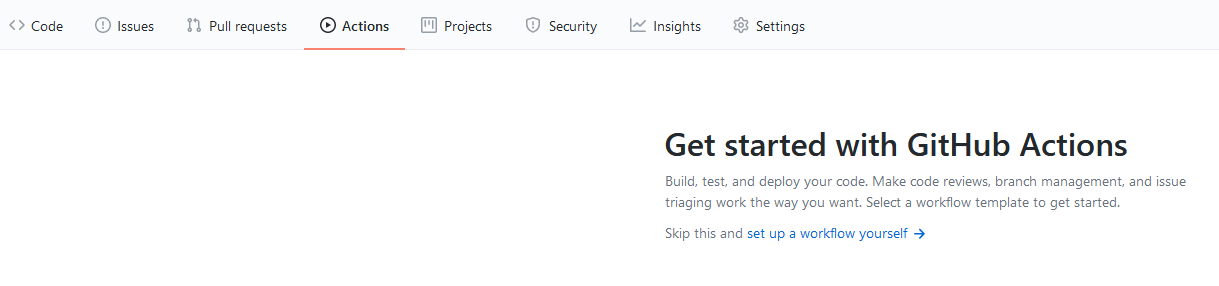 Code Issues Pull requests Actions Projects Security Insights Settings
Get started with GitHub Actions
Build, test, and deploy your code. Make code reviews, branch management, and issue
triaging work the way you want. Select a workflow template to get started.
Skip this and set up a workflow yourself →